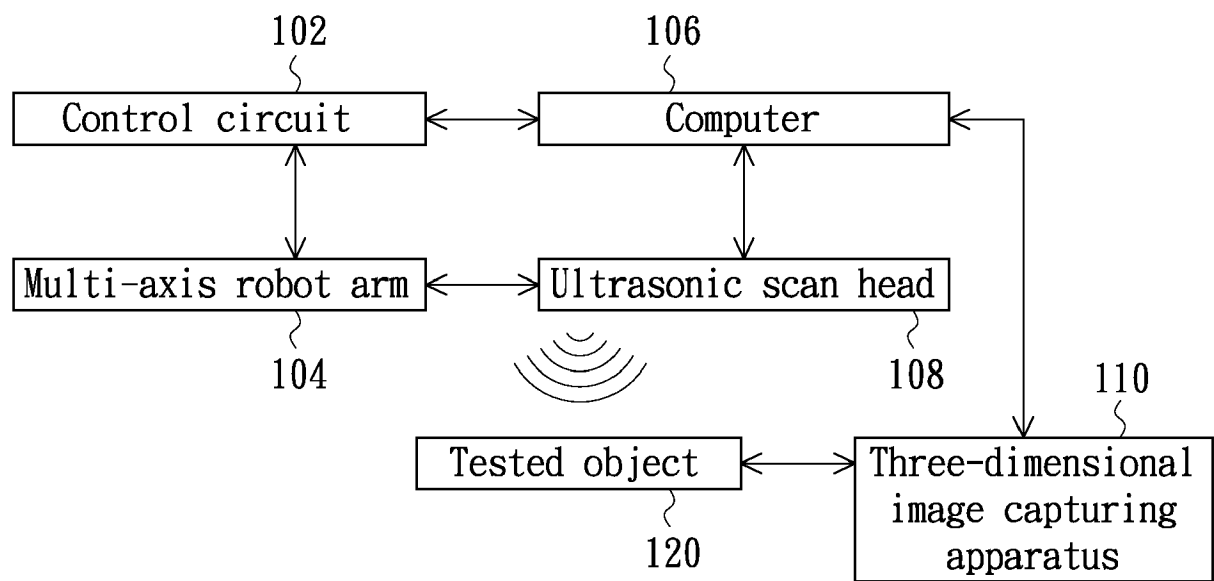 102
106
Control circuit
Computer
Multi-axis robot arm
Ultrasonic scan head
104
108
110
Tested object
Three-dimensional
image capturing
apparatus
120